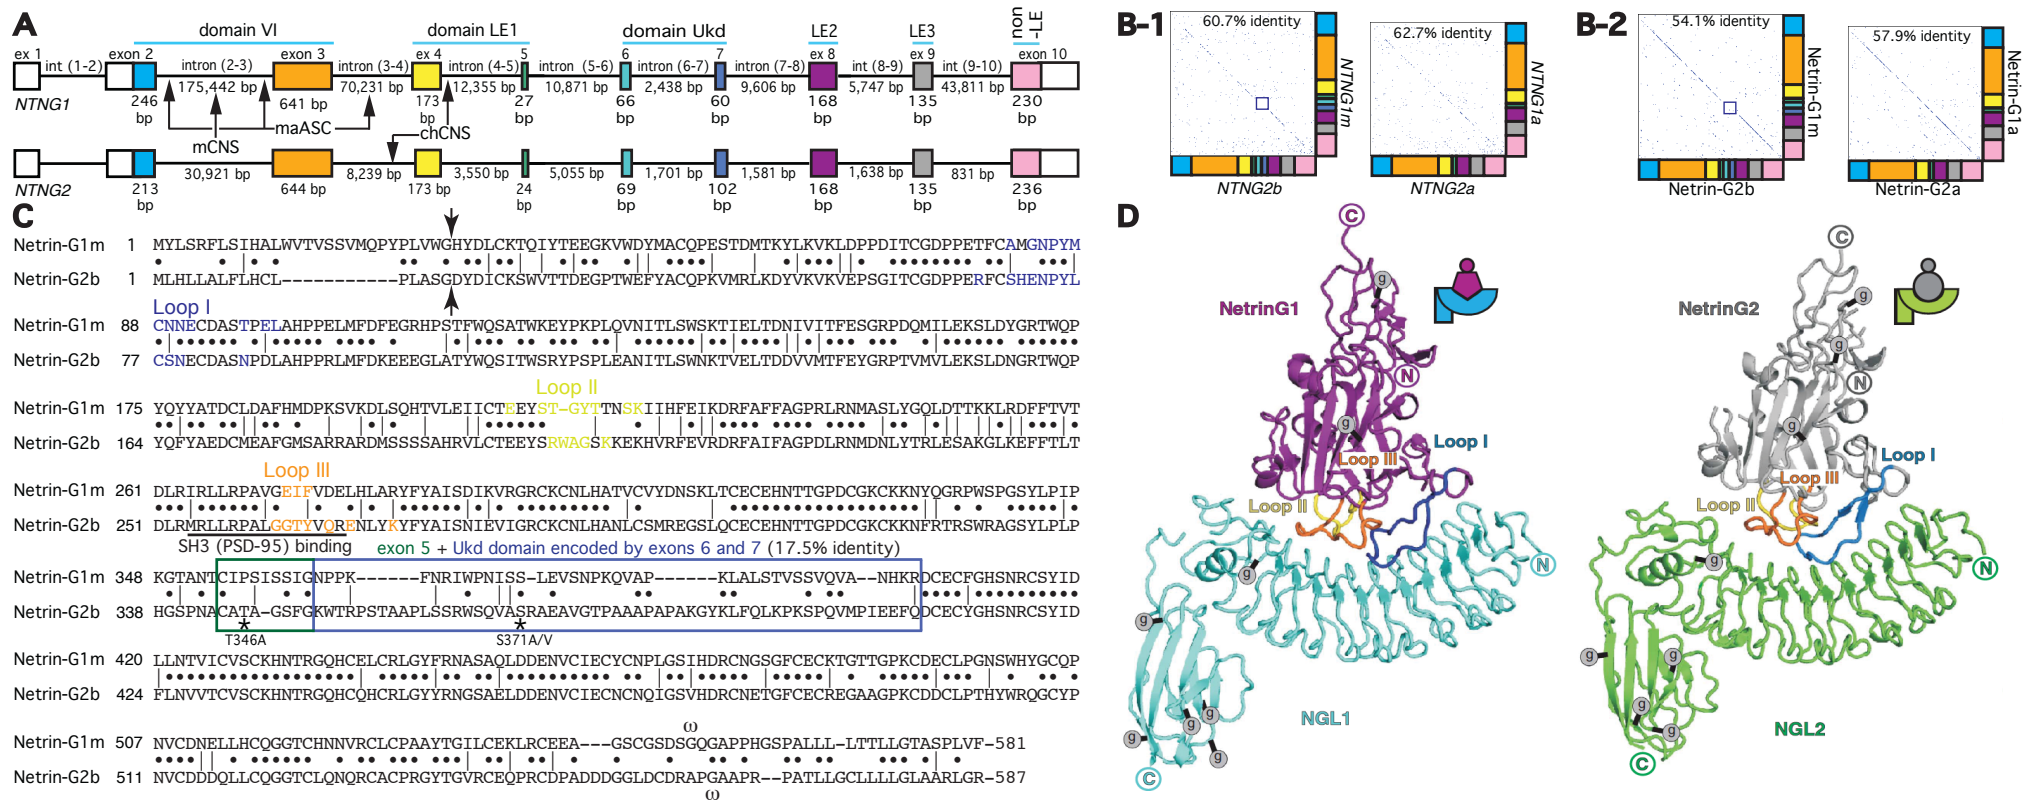 A
domain VI
domain LE1
domain Ukd
LE2
LE3
non
-LE
ex 1
int (1-2)
exon 2
intron (2-3)
exon 3
intron (3-4)
ex 4
intron (4-5)
5
intron (5-6)
6
intron (6-7)
7
intron (7-8)
ex 8
int (8-9)
ex 9
int (9-10)
exon 10
175,442 bp
70,231 bp
12,355 bp
10,871 bp
2,438 bp
9,606 bp
5,747 bp
43,811 bp
NTNG1
246
bp
641 bp
173
bp
27
bp
66
bp
60
bp
168
bp
135
bp
230
bp
maASC
mCNS
chCNS
30,921 bp
8,239 bp
3,550 bp
5,055 bp
1,701 bp
1,581 bp
1,638 bp
831 bp
NTNG2
213
bp
644 bp
173 bp
24
bp
69
bp
102
bp
168
bp
135
bp
236
bp
B-1
60.7% identity
NTNG1m
NTNG2b
62.7% identity
NTNG1a
NTNG2a
B-2
54.1% identity
Netrin-G1m
Netrin-G2b
57.9% identity
Netrin-G1a
Netrin-G2a
C
Netrin-G1m 1 MYLSRFLSIHALWVTVSSVMQPYPLVWGHYDLCKTQIYTEEGKVWDYMACQPESTDMTKYLKVKLDPPDITCGDPPETFCAMGNPYM
Netrin-G2b 1 MLHLLALFLHCL-----------PLASGDYDICKSWVTTDEGPTWEFYACQPKVMRLKDYVKVKVEPSGITCGDPPERFCSHENPYL
Loop I
Netrin-G1m 88 CNNECDASTPELAHPPELMFDFEGRHPSTFWQSATWKEYPKPLQVNITLSWSKTIELTDNIVITFESGRPDQMILEKSLDYGRTWQP
Netrin-G2b 77 CSNECDASNPDLAHPPRLMFDKEEEGLATYWQSITWSRYPSPLEANITLSWNKTVELTDDVVMTFEYGRPTVMVLEKSLDNGRTWQP
Loop II
Netrin-G1m 175 YQYYATDCLDAFHMDPKSVKDLSQHTVLEIICTEEYST-GYTTNSKIIHFEIKDRFAFFAGPRLRNMASLYGQLDTTKKLRDFFTVT
Netrin-G2b 164 YQFYAEDCMEAFGMSARRARDMSSSSAHRVLCTEEYSRWAGSKKEKHVRFEVRDRFAIFAGPDLRNMDNLYTRLESAKGLKEFFTLT
Loop III
Netrin-G1m 261 DLRIRLLRPAVGEIFVDELHLARYFYAISDIKVRGRCKCNLHATVCVYDNSKLTCECEHNTTGPDCGKCKKNYQGRPWSPGSYLPIP
Netrin-G2b 251 DLRMRLLRPALGGTYVQRENLYKYFYAISNIEVIGRCKCNLHANLCSMREGSLQCECEHNTTGPDCGKCKKNFRTRSWRAGSYLPLP
SH3 (PSD-95) binding
exon 5 + Ukd domain encoded by exons 6 and 7 (17.5% identity)
Netrin-G1m 348 KGTANTCIPSISSIGNPPK------FNRIWPNISS-LEVSNPKQVAP------KLALSTVSSVQVA--NHKRDCECFGHSNRCSYID
Netrin-G2b 338 HGSPNACATA-GSFGKWTRPSTAAPLSSRWSQVASRAEAVGTPAAAPAPAKGYKLFQLKPKSPQVMPIEEFQDCECYGHSNRCSYID
* *
T346A
S371A/V
Netrin-G1m 420 LLNTVICVSCKHNTRGQHCELCRLGYFRNASAQLDDENVCIECYCNPLGSIHDRCNGSGFCECKTGTTGPKCDECLPGNSWHYGCQP
Netrin-G2b 424 FLNVVTCVSCKHNTRGQHCQHCRLGYYRNGSAELDDENVCIECNCNQIGSVHDRCNETGFCECREGAAGPKCDDCLPTHYWRQGCYP
ω
Netrin-G1m 507 NVCDNELLHCQGGTCHNNVRCLCPAAYTGILCEKLRCEEA---GSCGSDSGQGAPPHGSPALLL-LTTLLGTASPLVF-581
Netrin-G2b 511 NVCDDDQLLCQGGTCLQNQRCACPRGYTGVRCEQPRCDPADDDGGLDCDRAPGAAPR--PATLLGCLLLLGLAARLGR-587
ω
D
C
g
NetrinG1
N
g
Loop I
Loop III
Loop II
N
g
g
NGL1
g
g
g
g
C
C
NetrinG2
g
g
N
g
Loop I
Loop III
Loop II
g
N
g
g
g
g
NGL2
C